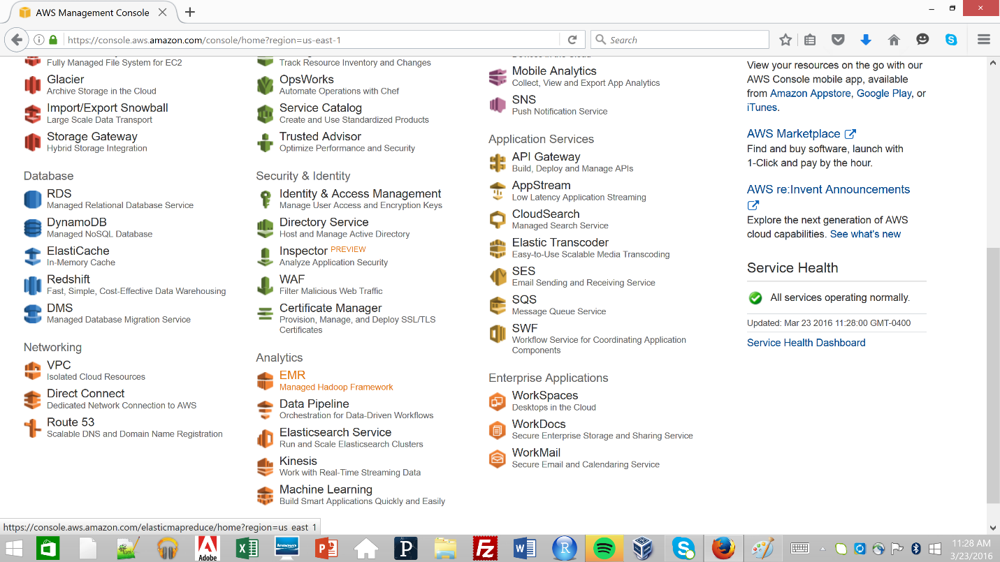 AWS Management Console
https://console.aws.amazon.com/console/home?region=us-east-1
Search
Fully Managed File System for EC2
Glacier
Archive Storage in the Cloud
Import/Export Snowball
Large Scale Data Transport
Storage Gateway
Hybrid Storage Integration
Database
RDS
Managed Relational Database Service
DynamoDB
Managed NoSQL Database
ElastiCache
In-Memory Cache
Redshift
Fast, Simple, Cost-Effective Data Warehousing
DMS
Managed Database Migration Service
Networking
VPC
Isolated Cloud Resources
Direct Connect
Dedicated Network Connection to AWS
Route 53
Scalable DNS and Domain Name Registration
Track Resource Inventory and Changes
OpsWorks
Automate Operations with Chef
Service Catalog
Create and Use Standardized Products
Trusted Advisor
Optimize Performance and Security
Security & Identity
Identity & Access Management
Manage User Access and Encryption Keys
Directory Service
Host and Manage Active Directory
Inspector PREVIEW
Analyze Application Security
WAF
Filter Malicious Web Traffic
Certificate Manager
Provision, Manage, and Deploy SSL/TLS
Certificates
Analytics
EMR
Managed Hadoop Framework
Data Pipeline
Orchestration for Data-Driven Workflows
Elasticsearch Service
Run and Scale Elasticsearch Clusters
Kinesis
Work with Real-Time Streaming Data
Machine Learning
Build Smart Applications Quickly and Easily
Mobile Analytics
Collect, View and Export App Analytics
SNS
Push Notification Service
Application Services
API Gateway
Build, Deploy and Manage APIs
AppStream
Low Latency Application Streaming
CloudSearch
Managed Search Service
Elastic Transcoder
Easy-to-Use Scalable Media Transcoding
SES
Email Sending and Receiving Service
SQS
Message Queue Service
SWF
Workflow Service for Coordinating Application
Components
Enterprise Applications
WorkSpaces
Desktops in the Cloud
WorkDocs
Secure Enterprise Storage and Sharing Service
WorkMail
Secure Email and Calendaring Service
View your resources on the go with our
AWS Console mobile app, available
from Amazon Appstore, Google Play, or
iTunes.
AWS Marketplace
Find and buy software, launch with
1-Click and pay by the hour.
AWS re:Invent Announcements
Explore the next generation of AWS
cloud capabilities. See what's new
Service Health
All services operating normally.
Updated: Mar 23 2016 11:28:00 GMT-0400
Service Health Dashboard
https://console.aws.amazon.com/elasticmapreduce/home?region=us east 1
Adobe
lenovo
11:28 AM
3/23/2016